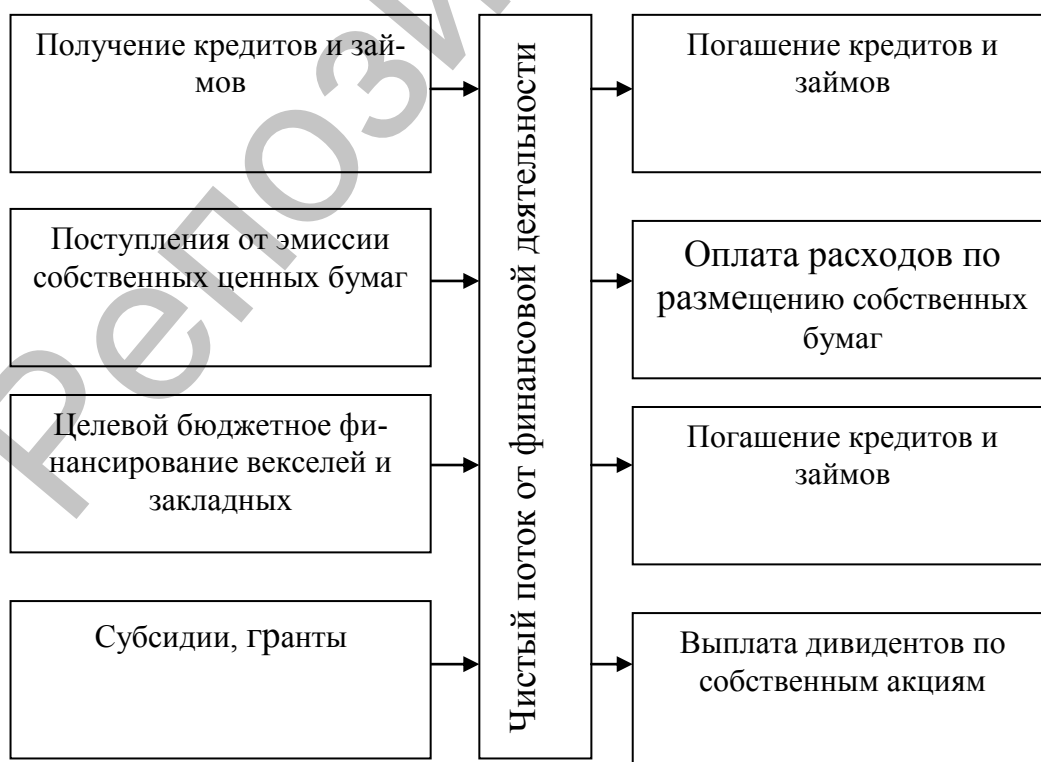 Получение кредитов и зай-
мов
Поступления от эмиссии
собственных ценных бумаг
Целевой бюджетное фи-
нансирование векселей и
закладных
Субсидии, гранты
Чистый поток от финансовой деятельности
Погашение кредитов и
займов
Оплата расходов по
размещению собственных
бумаг
Погашение кредитов и
займов
Выплата дивидентов по
собственным акциям
Репози